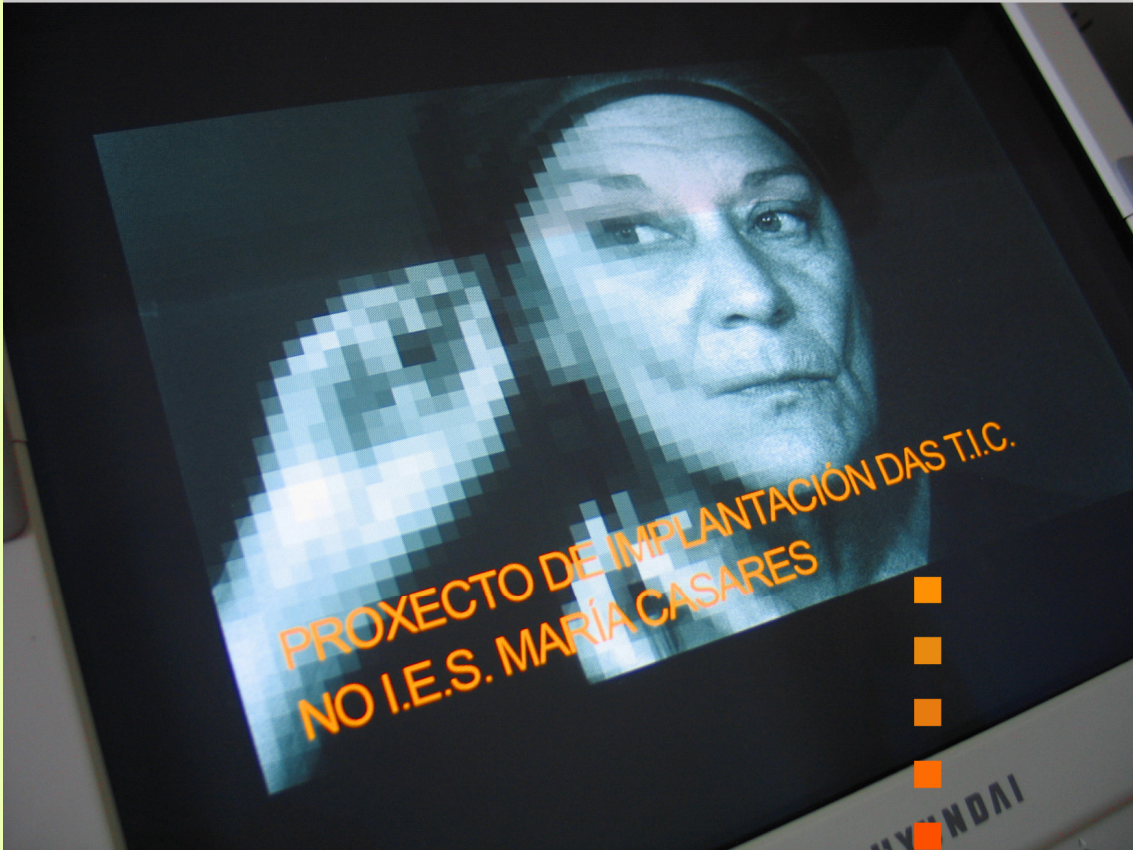 PROXECTO DE IMPLANTACIÓN DAS T.I.C.
NO I.E.S. MARÍA CASARES
HYUNDAI